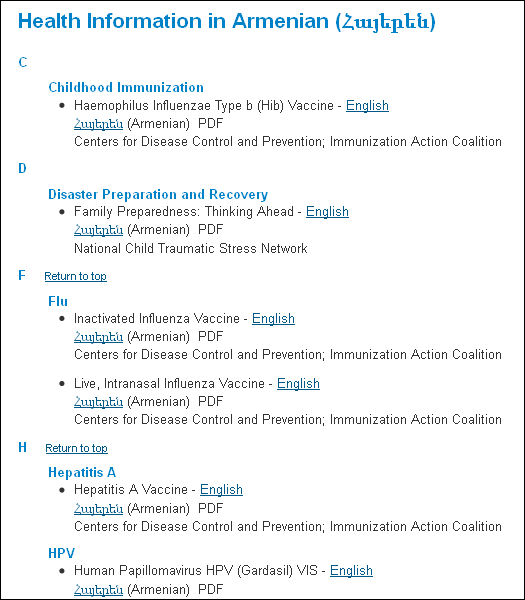 Health Information in Armenian (Հայերեն)
C
Childhood Immunization
Haemophilus Influenzae Type b (Hib) Vaccine - English
Հայերեն (Armenian) PDF
Centers for Disease Control and Prevention; Immunization Action Coalition
D
Disaster Preparation and Recovery
Family Preparedness: Thinking Ahead - English
Հայերեն (Armenian) PDF
National Child Traumatic Stress Network
F Return to top
Flu
Inactivated Influenza Vaccine - English
Հայերեն (Armenian) PDF
Centers for Disease Control and Prevention; Immunization Action Coalition
Live, Intranasal Influenza Vaccine - English
Հայերեն (Armenian) PDF
Centers for Disease Control and Prevention; Immunization Action Coalition
H Return to top
Hepatitis A
Hepatitis A Vaccine - English
Հայերեն (Armenian) PDF
Centers for Disease Control and Prevention; Immunization Action Coalition
HPV
Human Papillomavirus HPV (Gardasil) VIS - English
Հայերեն (Armenian) PDF